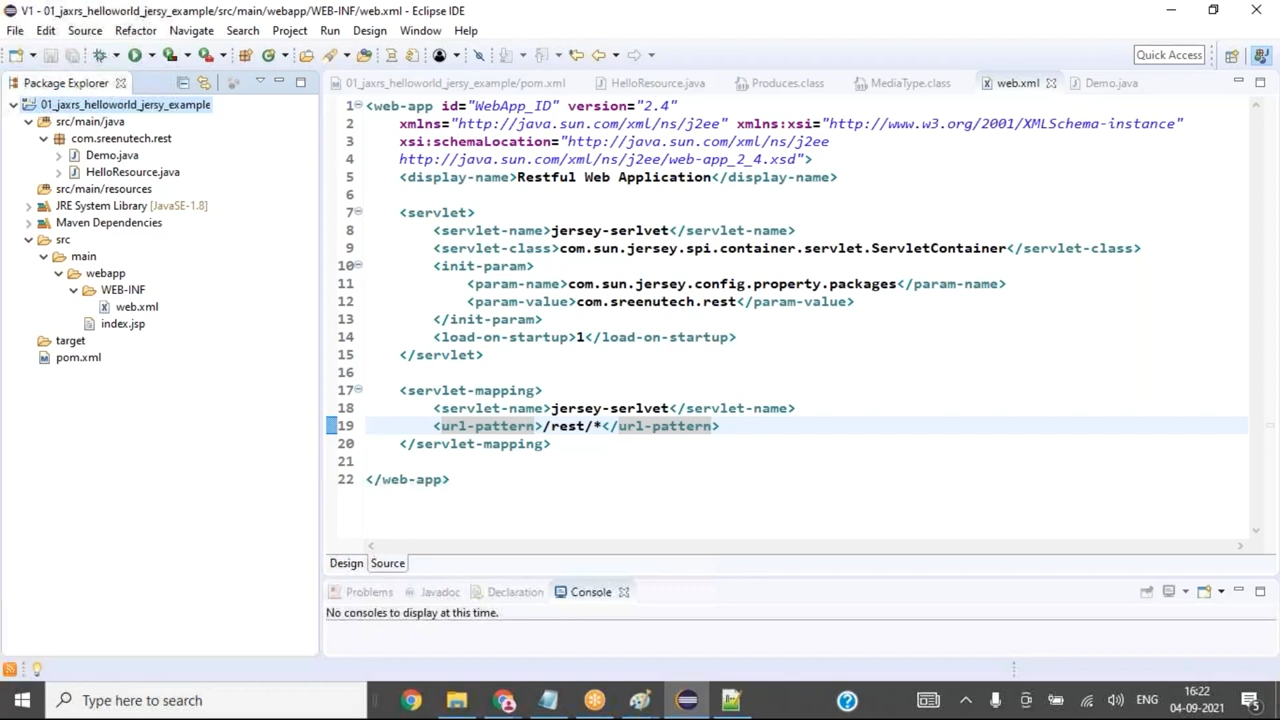 V1 - 01_jaxrs_helloworld_jersy_example/src/main/webapp/WEB-INF/web.xml - Eclipse IDE
File Edit Source Refactor Navigate Search Project Run Design Window Help
Quick Access
Package Explorer
01_jaxrs_helloworld_jersy_example
src/main/java
com.sreenutech.rest
Demo.java
HelloResource.java
src/main/resources
JRE System Library [JavaSE-1.8]
Maven Dependencies
src
main
webapp
WEB-INF
web.xml
index.jsp
target
pom.xml
01_jaxrs_helloworld_jersy_example/pom.xml HelloResource.java Produces.class MediaType.class web.xml Demo.java
1 <web-app id="WebApp_ID" version="2.4"
2 xmlns="http://java.sun.com/xml/ns/j2ee" xmlns:xsi="http://www.w3.org/2001/XMLSchema-instance"
3 xsi:schemaLocation="http://java.sun.com/xml/ns/j2ee
4 http://java.sun.com/xml/ns/j2ee/web-app_2_4.xsd">
5 <display-name>Restful Web Application</display-name>
6
7 <servlet>
8 <servlet-name>jersey-serlvet</servlet-name>
9 <servlet-class>com.sun.jersey.spi.container.servlet.ServletContainer</servlet-class>
10 <init-param>
11 <param-name>com.sun.jersey.config.property.packages</param-name>
12 <param-value>com.sreenutech.rest</param-value>
13 </init-param>
14 <load-on-startup>1</load-on-startup>
15 </servlet>
16
17 <servlet-mapping>
18 <servlet-name>jersey-serlvet</servlet-name>
19 <url-pattern>/rest/*</url-pattern>
20 </servlet-mapping>
21
22 </web-app>
Design Source
Problems Javadoc Declaration Console
No consoles to display at this time.
Type here to search
ENG
16:22
04-09-2021
5